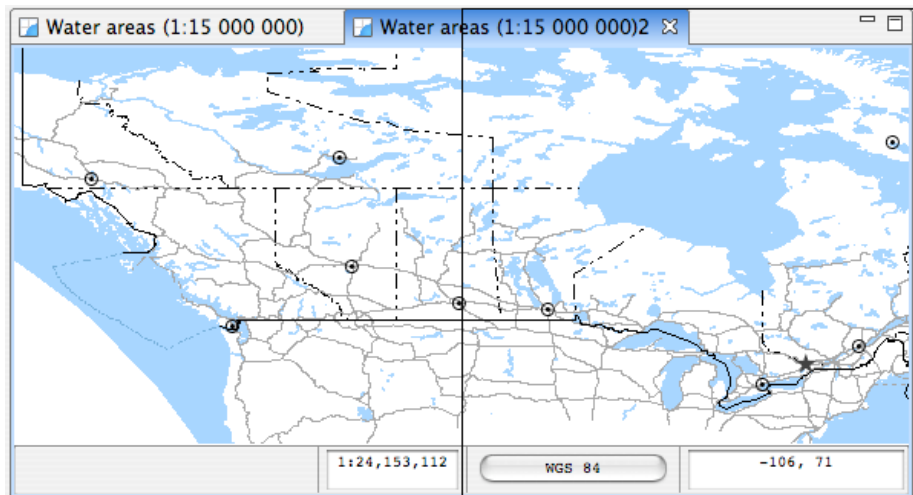 Water areas (1:15 000 000)
Water areas (1:15 000 000)2
1:24,153,112
WGS 84
-106, 71